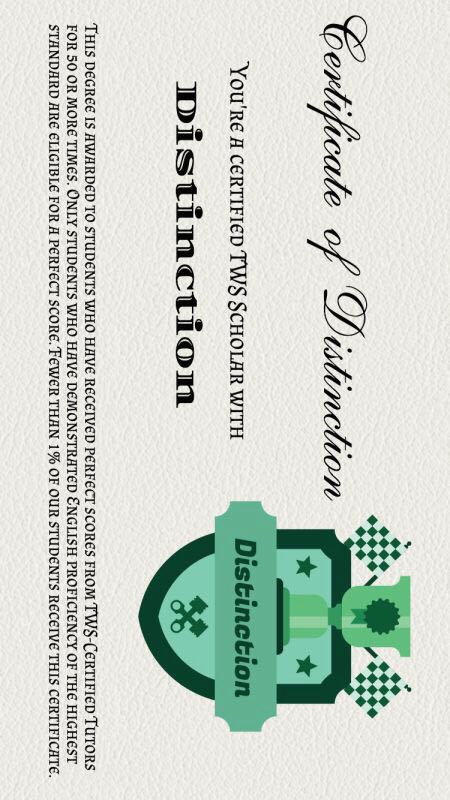 Certificate of Distinction
You're a certified TWS Scholar with
Distinction
Distinction
This degree is awarded to students who have received perfect scores from TWS-Certified Tutors
for 50 or more times. Only students who have demonstrated English proficiency of the highest
standard are eligible for a perfect score. Fewer than 1% of our students receive this certificate.